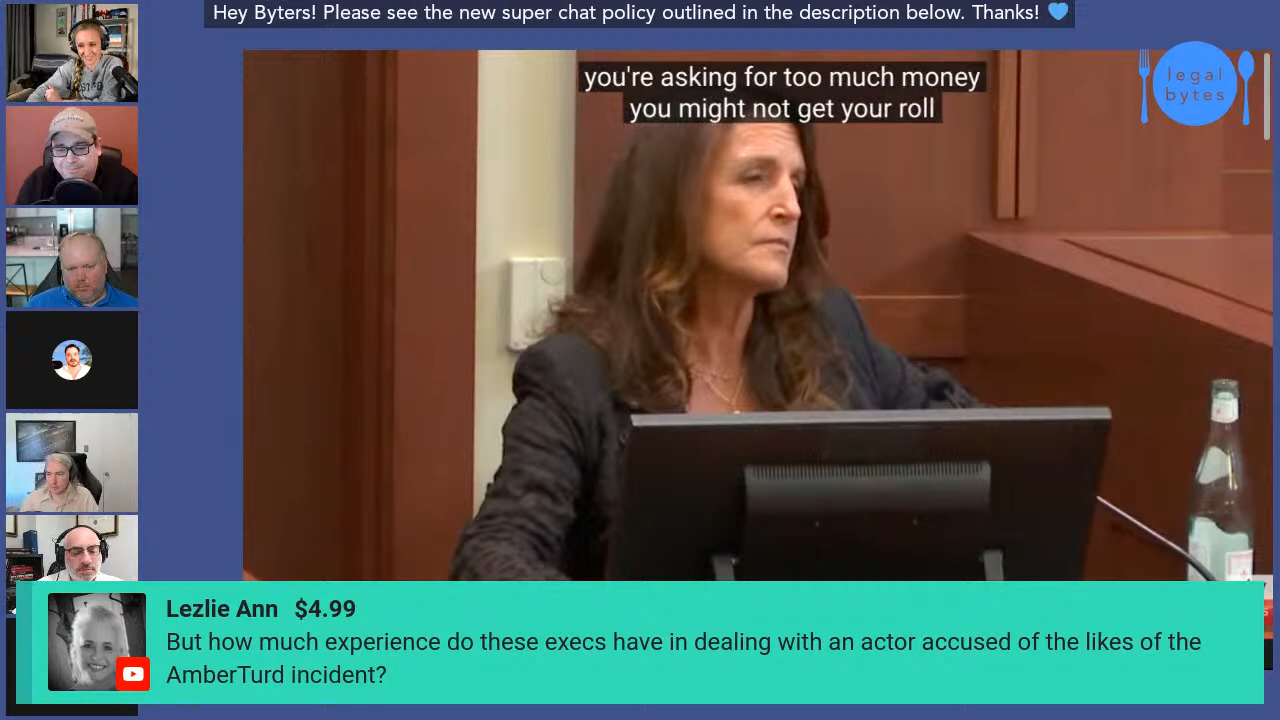 Hey Byters! Please see the new super chat policy outlined in the description below. Thanks! 💙
you're asking for too much money
you might not get your roll
legal
bytes
Lezlie Ann $4.99
But how much experience do these execs have in dealing with an actor accused of the likes of the
AmberTurd incident?